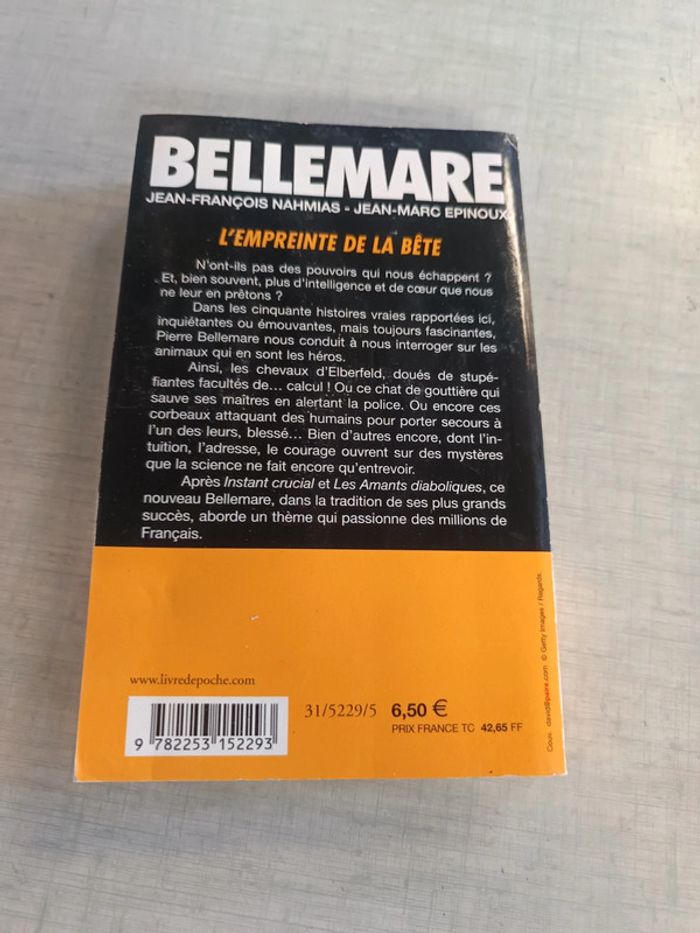 BELLEMARE
JEAN-FRANÇOIS NAHMIAS - JEAN-MARC EPINOUX
L'EMPREINTE DE LA BÊTE
N'ont-ils pas des pouvoirs qui nous échappent ?
Et, bien souvent, plus d'intelligence et de cœur que nous
ne leur en prêtons ?
Dans les cinquante histoires vraies rapportées ici,
inquiétantes ou émouvantes, mais toujours fascinantes,
Pierre Bellemare nous conduit à nous interroger sur les
animaux qui en sont les héros.
Ainsi, les chevaux d'Elberfeld, doués de stupé-
fiantes facultés de... calcul ! Ou ce chat de gouttière qui
sauve ses maîtres en alertant la police. Ou encore ces
corbeaux attaquant des humains pour porter secours à
l'un des leurs, blessé... Bien d'autres encore, dont l'in-
tuition, l'adresse, le courage ouvrent sur des mystères
que la science ne fait encore qu'entrevoir.
Après Instant crucial et Les Amants diaboliques, ce
nouveau Bellemare, dans la tradition de ses plus grands
succès, aborde un thème qui passionne des millions de
Français.
www.livredepoche.com
31/5229/5 6,50 €
PRIX FRANCE TC 42,65 FF
9 782253 152293
Couv. david@paire.com © Getty Images / Regards.